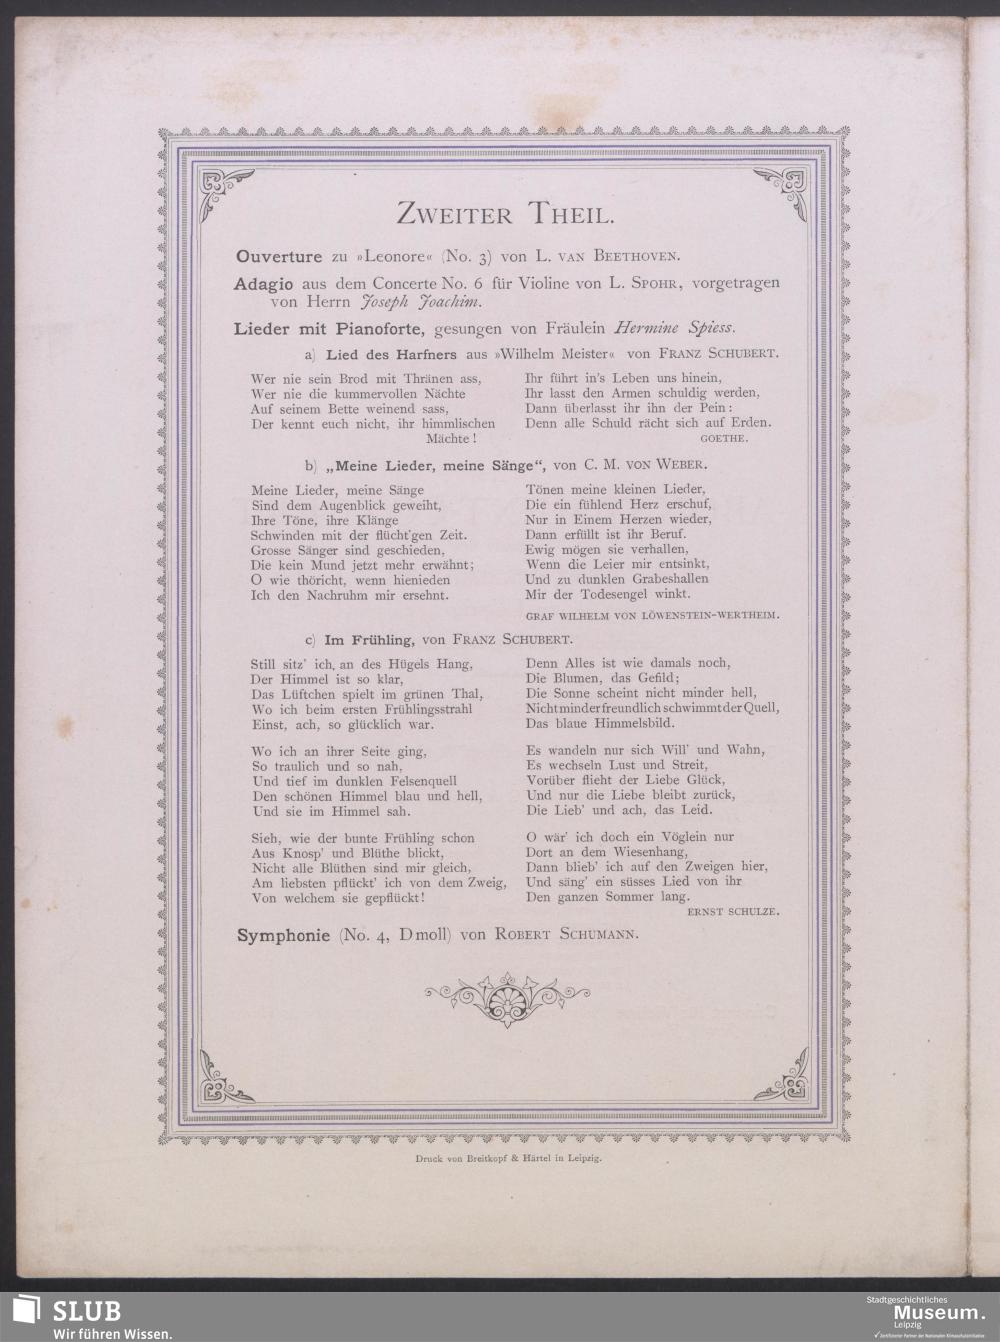 ZWEITER THEIL.
Ouverture zu »Leonore« (No. 3) von L. VAN BEETHOVEN.
Adagio aus dem Concerte No. 6 für Violine von L. SPOHR, vorgetragen
von Herrn Joseph Joachim.
Lieder mit Pianoforte, gesungen von Fräulein Hermine Spiess.
a) Lied des Harfners aus »Wilhelm Meister« von FRANZ SCHUBERT.
Wer nie sein Brod mit Thränen ass,
Wer nie die kummervollen Nächte
Auf seinem Bette weinend sass,
Der kennt euch nicht, ihr himmlischen
Mächte!
Ihr führt in's Leben uns hinein,
Ihr lasst den Armen schuldig werden,
Dann überlasst ihr ihn der Pein:
Denn alle Schuld rächt sich auf Erden.
GOETHE.
b) „Meine Lieder, meine Sänge“, von C. M. VON WEBER.
Meine Lieder, meine Sänge
Sind dem Augenblick geweiht,
Ihre Töne, ihre Klänge
Schwinden mit der flücht'gen Zeit.
Grosse Sänger sind geschieden,
Die kein Mund jetzt mehr erwähnt;
O wie thöricht, wenn hienieden
Ich den Nachruhm mir ersehnt.
Tönen meine kleinen Lieder,
Die ein fühlend Herz erschuf,
Nur in Einem Herzen wieder,
Dann erfüllt ist ihr Beruf.
Ewig mögen sie verhallen,
Wenn die Leier mir entsinkt,
Und zu dunklen Grabeshallen
Mir der Todesengel winkt.
GRAF WILHELM VON LÖWENSTEIN-WERTHEIM.
c) Im Frühling, von FRANZ SCHUBERT.
Still sitz' ich, an des Hügels Hang,
Der Himmel ist so klar,
Das Lüftchen spielt im grünen Thal,
Wo ich beim ersten Frühlingsstrahl
Einst, ach, so glücklich war.
Wo ich an ihrer Seite ging,
So traulich und so nah,
Und tief im dunklen Felsenquell
Den schönen Himmel blau und hell,
Und sie im Himmel sah.
Sieh, wie der bunte Frühling schon
Aus Knosp' und Blüthe blickt,
Nicht alle Blüthen sind mir gleich,
Am liebsten pflückt' ich von dem Zweig,
Von welchem sie gepflückt!
Denn Alles ist wie damals noch,
Die Blumen, das Gefild;
Die Sonne scheint nicht minder hell,
Nicht minder freundlich schwimmt der Quell,
Das blaue Himmelsbild.
Es wandeln nur sich Will' und Wahn,
Es wechseln Lust und Streit,
Vorüber flieht der Liebe Glück,
Und nur die Liebe bleibt zurück,
Die Lieb' und ach, das Leid.
O wär' ich doch ein Vöglein nur
Dort an dem Wiesenhang,
Dann blieb' ich auf den Zweigen hier,
Und säng' ein süsses Lied von ihr
Den ganzen Sommer lang.
ERNST SCHULZE.
Symphonie (No. 4, Dmoll) von ROBERT SCHUMANN.
Druck von Breitkopf & Härtel in Leipzig.
SLUB
Wir führen Wissen.
Stadtgeschichtliches
Museum.
Leipzig
Zertifizierter Partner der Nationalen Klimaschutzinitiative